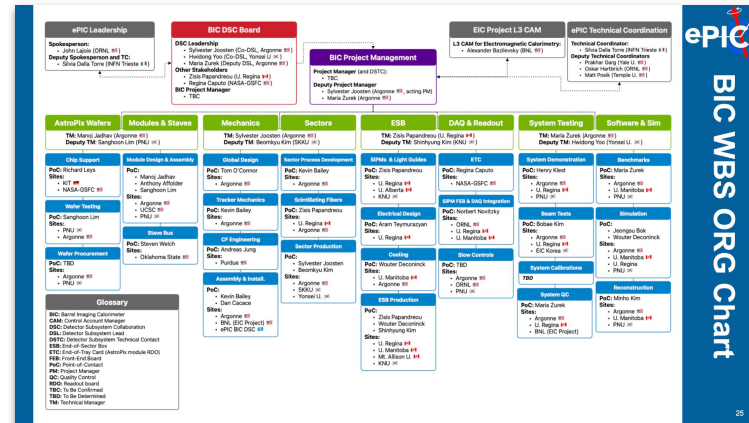 ePIC Leadership
Spokesperson:
• John Lajoie (ORNL)
Deputy Spokesperson and TC:
• Silvia Dalla Torre (INFN Trieste)
BIC DSC Board
DSC Leadership
• Sylvester Joosten (Co-DSL, Argonne)
• Hwidong Yoo (Co-DSL, Yonsei U)
• Maria Zurek (Deputy DSL, Argonne)
Other Stakeholders
• Zisis Papandreou (U. Regina)
• Regina Caputo (NASA-GSFC)
BIC Project Manager
• TBC
BIC Project Management
Project Manager (and DSTC):
• TBC
Deputy Project Manager
• Sylvester Joosten (Argonne, acting PM)
• Maria Zurek (Argonne)
EIC Project L3 CAM
L3 CAM for Electromagnetic Calorimetry:
• Alexander Bazilevsky (BNL)
ePIC Technical Coordination
Technical Coordinator:
• Silvia Dalla Torre (INFN Trieste)
Deputy Technical Coordinators
• Prakhar Garg (Yale U.)
• Oskar Hartbrich (ORNL)
• Matt Posik (Temple U.)
AstroPix Wafers
Modules & Staves
TM: Manoj Jadhav (Argonne)
Deputy TM: Sanghoon Lim (PNU)
Mechanics
Sectors
TM: Sylvester Joosten (Argonne)
Deputy TM: Beomkyu Kim (SKKU)
ESB
DAQ & Readout
TM: Zisis Papandreou (U. Regina)
Deputy TM: Shinhyung Kim (KNU)
System Testing
Software & Sim
TM: Maria Zurek (Argonne)
Deputy TM: Hwidong Yoo (Yonsei U.)
Chip Support
PoC: Richard Leys
Sites:
• KIT
• NASA-GSFC
Wafer Testing
PoC: Sanghoon Lim
Sites:
• PNU
• Argonne
Wafer Procurement
PoC: TBD
Sites:
• Argonne
• PNU
Module Design & Assembly
PoC:
• Manoj Jadhav
• Anthony Affolder
• Sanghoon Lim
Sites:
• Argonne
• UCSC
• PNU
Stave Bus
PoC: Steven Welch
Sites:
• Oklahoma State
Global Design
PoC: Tom O'Connor
Sites:
• Argonne
Tracker Mechanics
PoC: Kevin Bailey
Sites:
• Argonne
CF Engineering
PoC: Andreas Jung
Sites:
• Purdue
Assembly & Install.
PoC:
• Kevin Bailey
• Dan Cacace
Sites:
• Argonne
• BNL (EIC Project)
• ePIC BIC DSC
Sector Process Development
PoC: Kevin Bailey
Sites:
• Argonne
Scintillating Fibers
PoC: Zisis Papandreou
Sites:
• U. Regina
• Argonne
Sector Production
PoC:
• Sylvester Joosten
• Beomkyu Kim
Sites:
• Argonne
• SKKU
• Yonsei U.
SiPMs & Light Guides
PoC: Zisis Papandreou
Sites:
• U. Regina
• U. Alberta
• KNU
Electrical Design
PoC: Aram Teymurazyan
Sites:
• U. Regina
Cooling
PoC: Wouter Deconinck
Sites:
• U. Manitoba
• Argonne
ESB Production
PoC:
• Zisis Papandreou
• Wouter Deconinck
• Shinhyung Kim
Sites:
• U. Regina
• U. Manitoba
• Mt. Allison U.
• KNU
ETC
PoC: Regina Caputo
Sites:
• NASA-GSFC
SiPM FEB & DAQ Integration
PoC: Norbert Novitzky
Sites:
• ORNL
• U. Regina
• U. Manitoba
Slow Controls
PoC: TBD
Sites:
• Argonne
• ORNL
• PNU
System Demonstration
PoC: Henry Klest
Sites:
• Argonne
• U. Regina
• PNU
Beam Tests
PoC: Bobae Kim
Sites:
• Argonne
• U. Regina
• EIC Korea
System Calibrations
TBD
System QC
PoC: Maria Zurek
Sites:
• Argonne
• U. Regina
• BNL (EIC Project)
Benchmarks
PoC: Maria Zurek
Sites:
• Argonne
• U. Manitoba
• PNU
Simulation
PoC:
• Jeongsu Bok
• Wouter Deconinck
Sites:
• Argonne
• U. Manitoba
• U. Regina
• PNU
Reconstruction
PoC: Minho Kim
Sites:
• Argonne
• U. Manitoba
• PNU
Glossary
BIC: Barrel Imaging Calorimeter
CAM: Control Account Manager
DSC: Detector Subsystem Collaboration
DSL: Detector Subsystem Lead
DSTC: Detector Subsystem Technical Contact
ESB: End-of-Sector Box
ETC: End-of-Tray Card (AstroPix module RDO)
FEB: Front-End Board
PoC: Point-of-Contact
PM: Project Manager
QC: Quality Control
RDO: Readout board
TBC: To Be Confirmed
TBD: To Be Determined
TM: Technical Manager
ePIC
BIC WBS ORG Chart
25